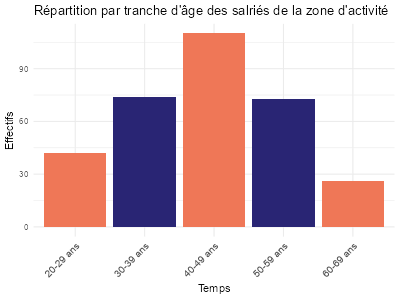 Répartition par tranche d'âge des salriés de la zone d'activité
Effectifs
90
60
30
0
20-29 ans
30-39 ans
40-49 ans
50-59 ans
60-69 ans
Temps